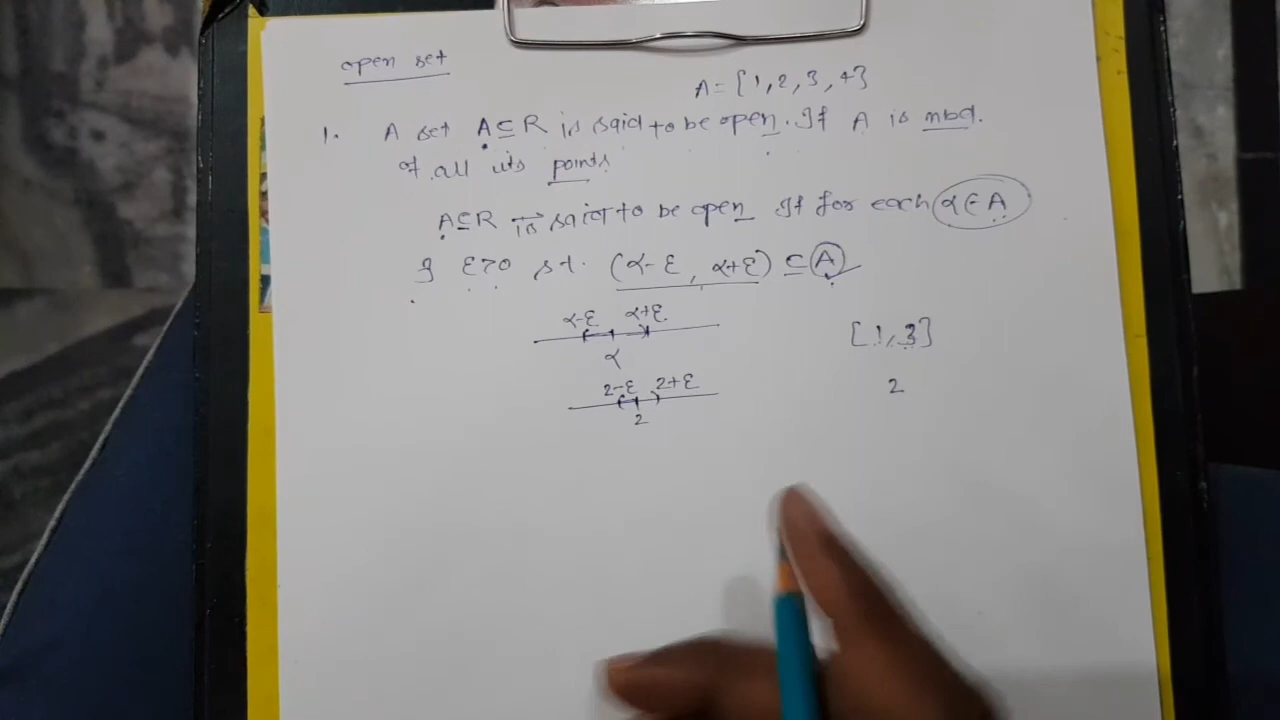 open set
A = {1, 2, 3, 4}
1. A set A ⊆ R is said to be open. If A is nbd.
of all its points
A ⊆ R is said to be open If for each α ∈ A
∃ ε > 0 st. (α-ε, α+ε) ⊆ A
α-ε α+ε
α
[1, 3]
2-ε 2+ε
2
2